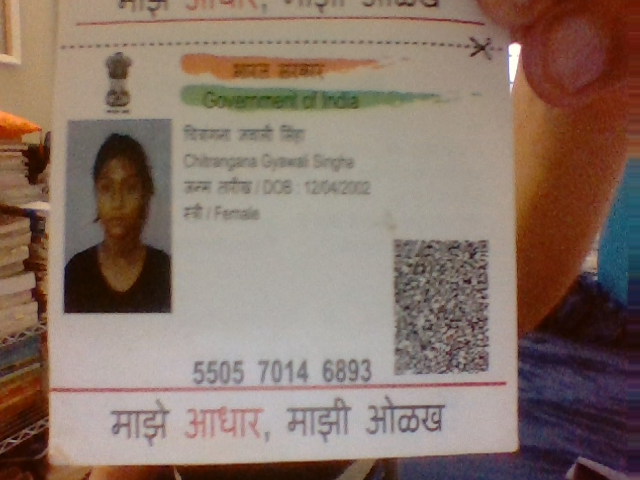 माझे आधार, माझी ओळख
भारत सरकार
Government of India
चित्रांगना ज्ञवाली सिंहा
Chitrangana Gyawali Singha
जन्म तारीख / DOB : 12/04/2002
स्त्री / Female
5505 7014 6893
माझे आधार, माझी ओळख